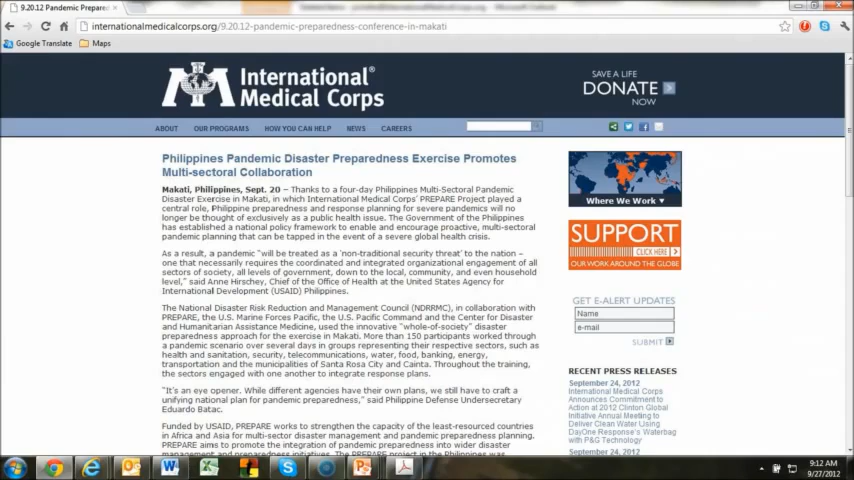 9.20.12 Pandemic Prepare
internationalmedicalcorps.org/9.20.12-pandemic-preparedness-conference-in-makati
Google Translate
Maps
International®
Medical Corps
SAVE A LIFE
DONATE
NOW
ABOUT
OUR PROGRAMS
HOW YOU CAN HELP
NEWS
CAREERS
Philippines Pandemic Disaster Preparedness Exercise Promotes
Multi-sectoral Collaboration
Makati, Philippines, Sept. 20 – Thanks to a four-day Philippines Multi-Sectoral Pandemic
Disaster Exercise in Makati, in which International Medical Corps' PREPARE Project played a
central role, Philippine preparedness and response planning for severe pandemics will no
longer be thought of exclusively as a public health issue. The Government of the Philippines
has established a national policy framework to enable and encourage proactive, multi-sectoral
pandemic planning that can be tapped in the event of a severe global health crisis.
As a result, a pandemic "will be treated as a 'non-traditional security threat' to the nation –
one that necessarily requires the coordinated and integrated organizational engagement of all
sectors of society, all levels of government, down to the local, community, and even household
level," said Anne Hirschey, Chief of the Office of Health at the United States Agency for
International Development (USAID) Philippines.
The National Disaster Risk Reduction and Management Council (NDRRMC), in collaboration with
PREPARE, the U.S. Marine Forces Pacific, the U.S. Pacific Command and the Center for Disaster
and Humanitarian Assistance Medicine, used the innovative "whole-of-society" disaster
preparedness approach for the exercise in Makati. More than 150 participants worked through
a pandemic scenario over several days in groups representing their respective sectors, such as
health and sanitation, security, telecommunications, water, food, banking, energy,
transportation and the municipalities of Santa Rosa City and Cainta. Throughout the training,
the sectors engaged with one another to integrate response plans.
"It's an eye opener. While different agencies have their own plans, we still have to craft a
unifying national plan for pandemic preparedness," said Philippine Defense Undersecretary
Eduardo Batac.
Funded by USAID, PREPARE works to strengthen the capacity of the least-resourced countries
in Africa and Asia for multi-sector disaster management and pandemic preparedness planning.
PREPARE aims to promote the integration of pandemic preparedness into wider disaster
management and preparedness initiatives. The PREPARE project in the Philippines was
Where We Work ▼
SUPPORT
CLICK HERE
OUR WORK AROUND THE GLOBE
GET E-ALERT UPDATES
Name
e-mail
SUBMIT
RECENT PRESS RELEASES
September 24, 2012
International Medical Corps
Announces Commitment to
Action at 2012 Clinton Global
Initiative Annual Meeting to
Deliver Clean Water Using
DayOne Response's Waterbag
with P&G Technology
September 24, 2012
9:12 AM
9/27/2012